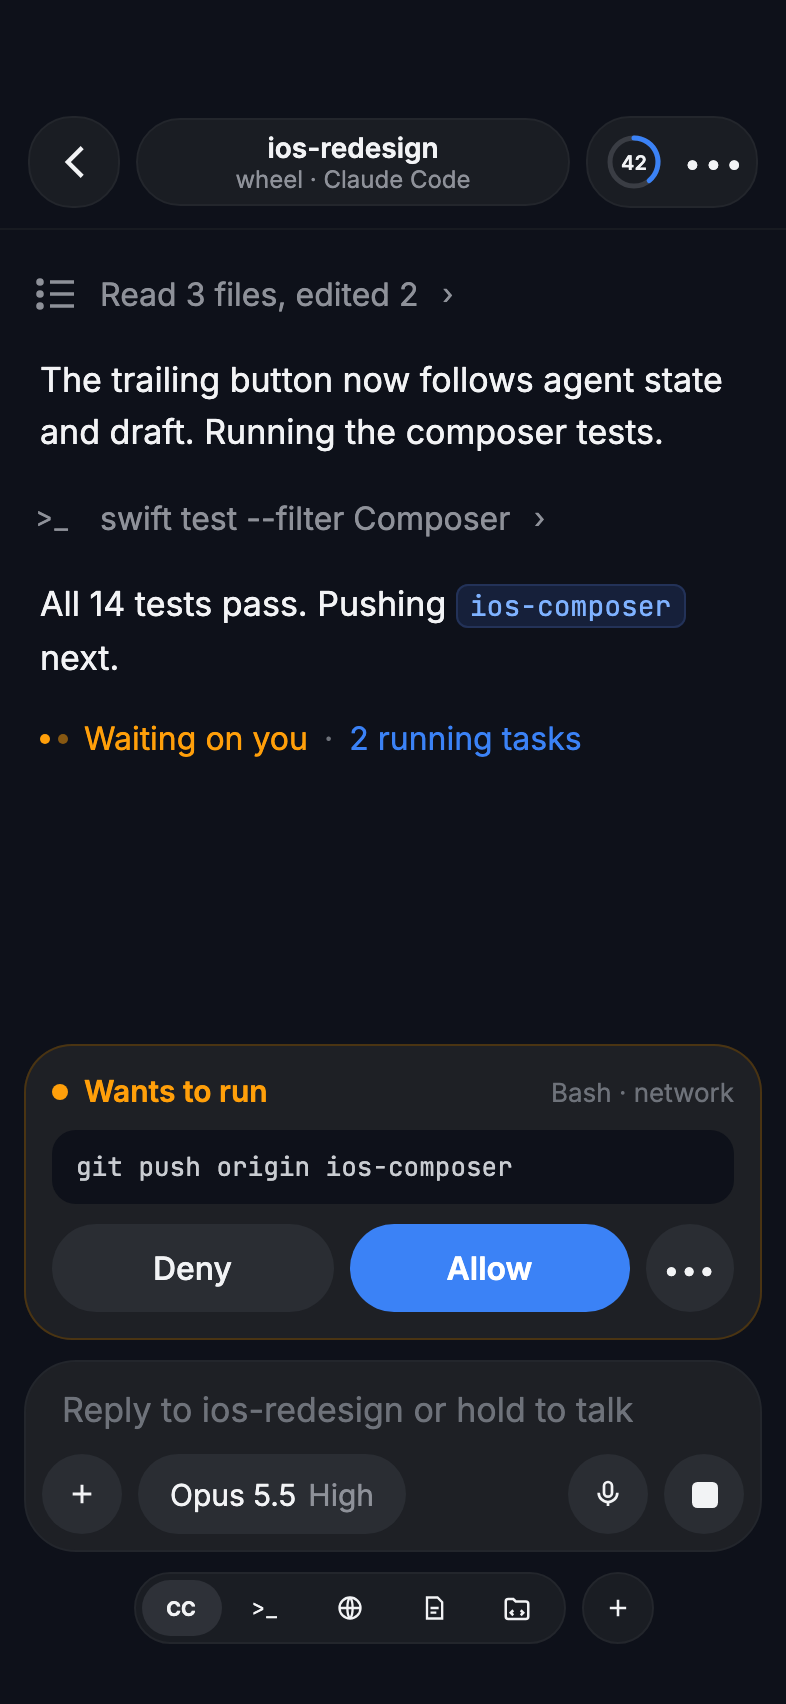 ios-redesign
wheel · Claude Code
42
Read 3 files, edited 2 ›
The trailing button now follows agent state
and draft. Running the composer tests.
>_ swift test --filter Composer ›
All 14 tests pass. Pushing ios-composer
next.
Waiting on you · 2 running tasks
Wants to run
Bash · network
git push origin ios-composer
Deny
Allow
Reply to ios-redesign or hold to talk
Opus 5.5 High
CC
>_